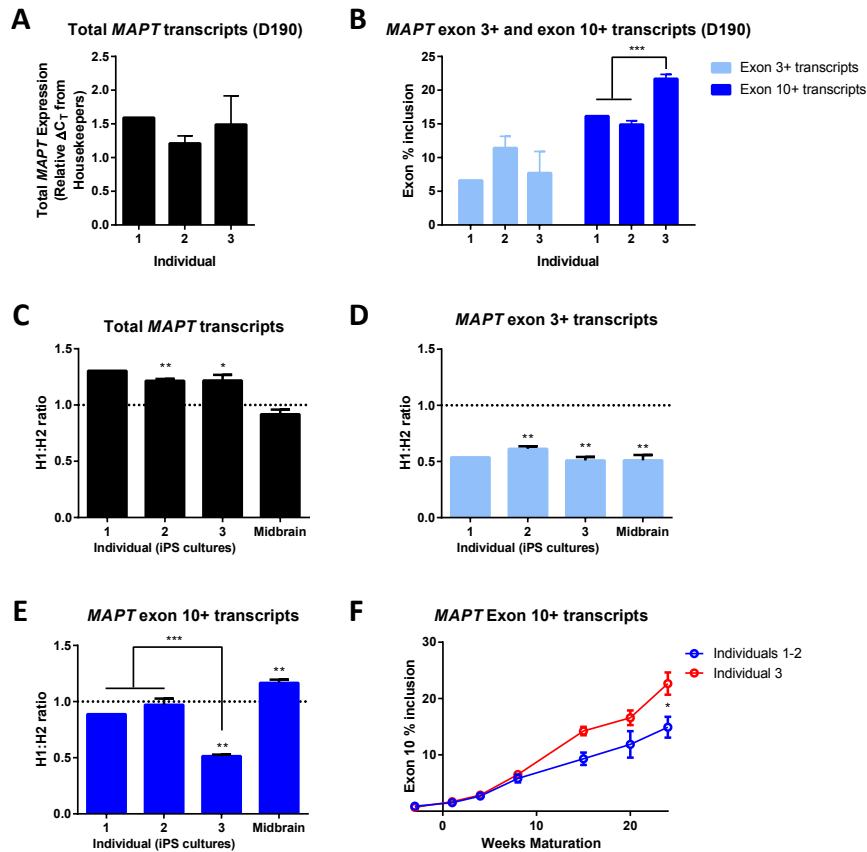 A
Total MAPT transcripts (D190)
Total MAPT Expression
(Relative ΔCT from
Housekeepers)
2.5
2.0
1.5
1.0
0.5
0.0
1 2 3
Individual
B
MAPT exon 3+ and exon 10+ transcripts (D190)
Exon % inclusion
25
20
15
10
5
0
***
1 2 3 1 2 3
Individual
Exon 3+ transcripts
Exon 10+ transcripts
C
Total MAPT transcripts
H1:H2 ratio
1.5
1.0
0.5
0.0
** *
1 2 3 Midbrain
Individual (iPS cultures)
D
MAPT exon 3+ transcripts
H1:H2 ratio
1.5
1.0
0.5
0.0
** ** **
1 2 3 Midbrain
Individual (iPS cultures)
E
MAPT exon 10+ transcripts
H1:H2 ratio
1.5
1.0
0.5
0.0
***
**
**
1 2 3 Midbrain
Individual (iPS cultures)
F
MAPT Exon 10+ transcripts
Exon 10 % inclusion
30
20
10
*
0 10 20
Weeks Maturation
Individuals 1-2
Individual 3